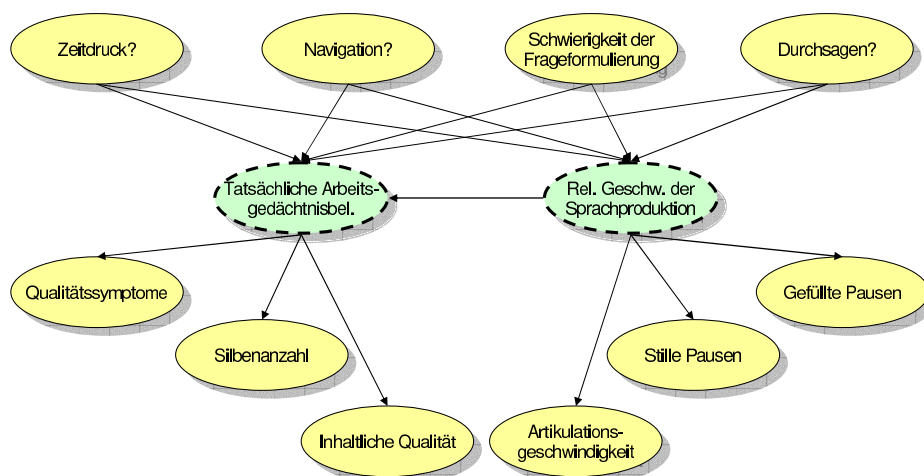 Zeitdruck?
Navigation?
Schwierigkeit der
Frageformulierung
Durchsagen?
Tatsächliche Arbeits-
gedächtnisbel.
Rel. Geschw. der
Sprachproduktion
Qualitätssymptome
Gefüllte Pausen
Silbenanzahl
Stille Pausen
Inhaltliche Qualität
Artikulations-
geschwindigkeit